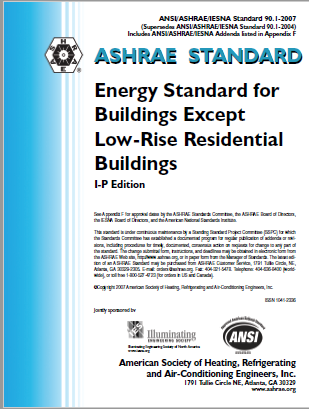 ANSI/ASHRAE/IESNA Standard 90.1-2007
(Supersedes ANSI/ASHRAE/IESNA Standard 90.1-2004)
Includes ANSI/ASHRAE/IESNA Addenda listed in Appendix F
ASHRAE STANDARD
ASHRAE
Energy Standard for
Buildings Except
Low-Rise Residential
Buildings
I-P Edition
See Appendix F for approval dates by the ASHRAE Standards Committee, the ASHRAE Board of Directors,
the IESNA Board of Directors, and the American National Standards Institute.
This standard is under continuous maintenance by a Standing Standard Project Committee (SSPC) for which
the Standards Committee has established a documented program for regular publication of addenda or revi-
sions, including procedures for timely, documented, consensus action on requests for change to any part of
the standard. The change submittal form, instructions, and deadlines may be obtained in electronic form from
the ASHRAE Web site, http://www.ashrae.org, or in paper form from the Manager of Standards. The latest edi-
tion of an ASHRAE Standard may be purchased from ASHRAE Customer Service, 1791 Tullie Circle, NE,
Atlanta, GA 30329-2305. E-mail: orders@ashrae.org. Fax: 404-321-5478. Telephone: 404-636-8400 (world-
wide), or toll free 1-800-527-4723 (for orders in US and Canada).
©Copyright 2007 American Society of Heating, Refrigerating and Air-Conditioning Engineers, Inc.
ISSN 1041-2336
Jointly sponsored by
Illuminating
ENGINEERING SOCIETY
Illuminating Engineering Society of North America
www.iesna.org
American National Standards Institute
ANSI
American Society of Heating, Refrigerating
and Air-Conditioning Engineers, Inc.
1791 Tullie Circle NE, Atlanta, GA 30329
www.ashrae.org